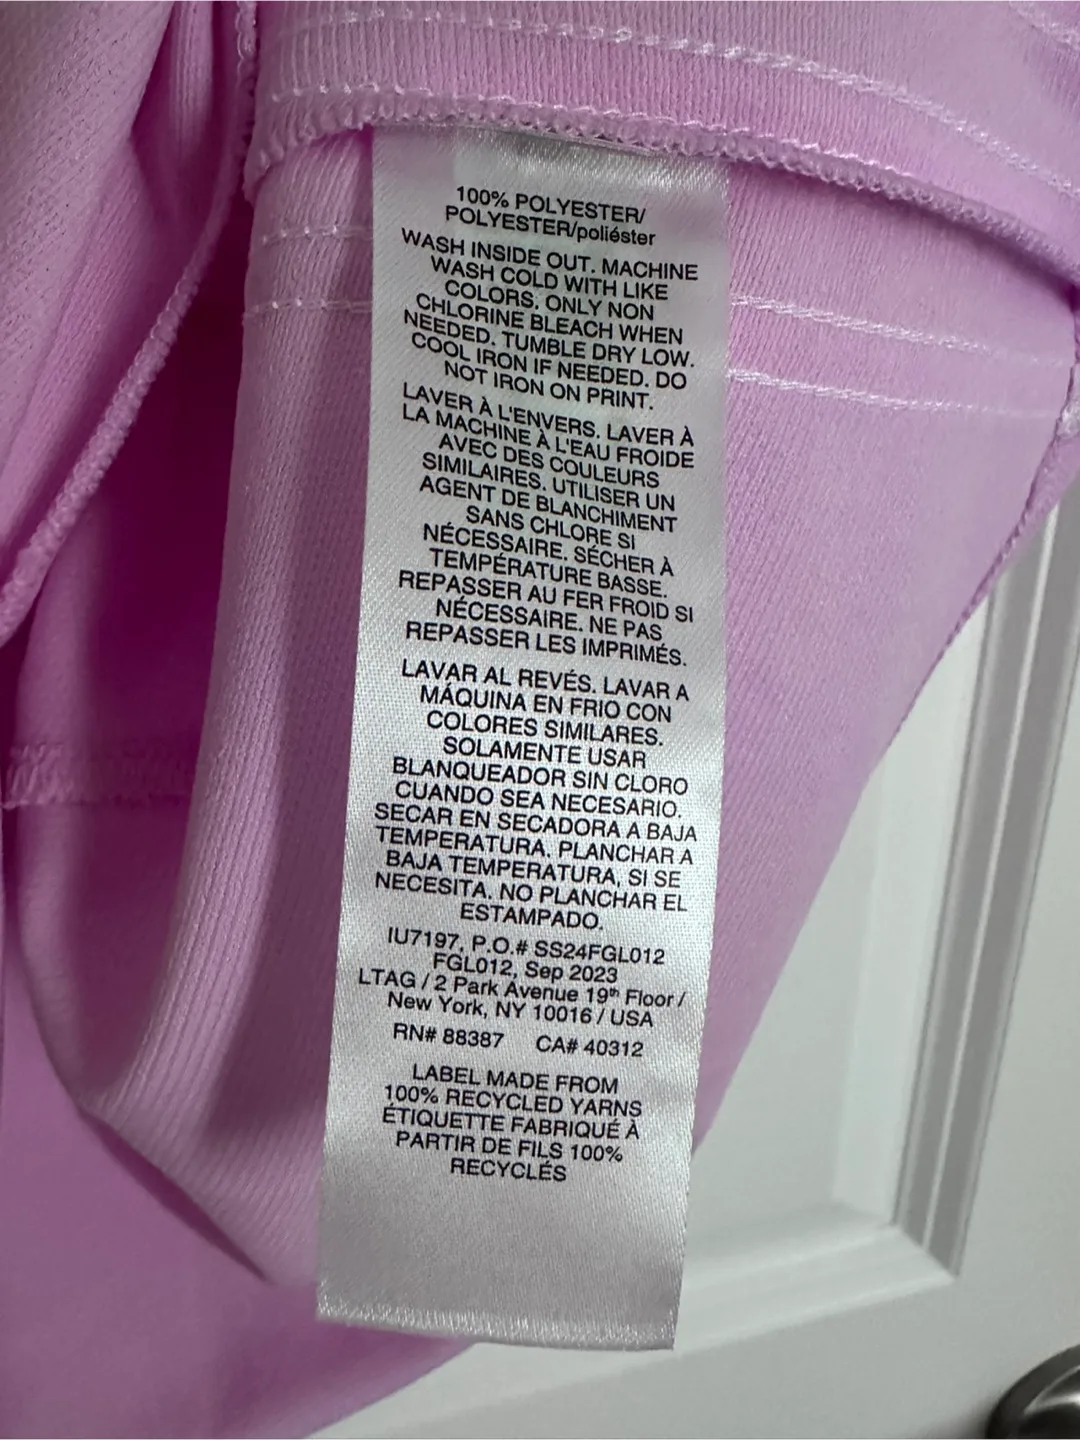 100% POLYESTER/
POLYESTER/poliéster
WASH INSIDE OUT. MACHINE
WASH COLD WITH LIKE
COLORS. ONLY NON
CHLORINE BLEACH WHEN
NEEDED. TUMBLE DRY LOW.
COOL IRON IF NEEDED. DO
NOT IRON ON PRINT.
LAVER À L'ENVERS. LAVER À
LA MACHINE À L'EAU FROIDE
AVEC DES COULEURS
SIMILAIRES. UTILISER UN
AGENT DE BLANCHIMENT
SANS CHLORE SI
NÉCESSAIRE. SÉCHER À
TEMPÉRATURE BASSE.
REPASSER AU FER FROID SI
NÉCESSAIRE. NE PAS
REPASSER LES IMPRIMÉS.
LAVAR AL REVÉS. LAVAR A
MÁQUINA EN FRIO CON
COLORES SIMILARES.
SOLAMENTE USAR
BLANQUEADOR SIN CLORO
CUANDO SEA NECESARIO.
SECAR EN SECADORA A BAJA
TEMPERATURA. PLANCHAR A
BAJA TEMPERATURA, SI SE
NECESITA. NO PLANCHAR EL
ESTAMPADO.
IU7197, P.O.# SS24FGL012
FGL012, Sep 2023
LTAG / 2 Park Avenue 19th Floor /
New York, NY 10016 / USA
RN# 88387 CA# 40312
LABEL MADE FROM
100% RECYCLED YARNS
ÉTIQUETTE FABRIQUÉ À
PARTIR DE FILS 100%
RECYCLÉS